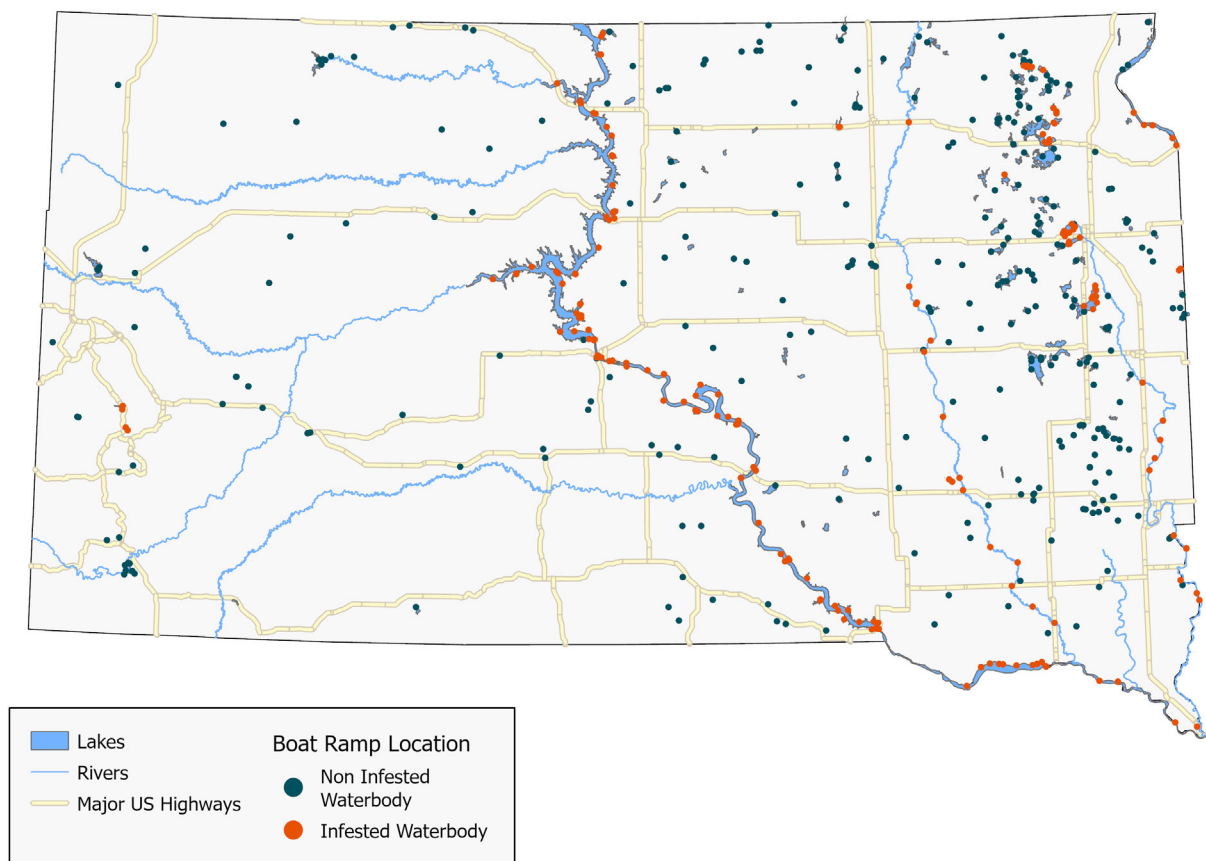 Lakes
Rivers
Major US Highways
Boat Ramp Location
Non Infested
Waterbody
Infested Waterbody